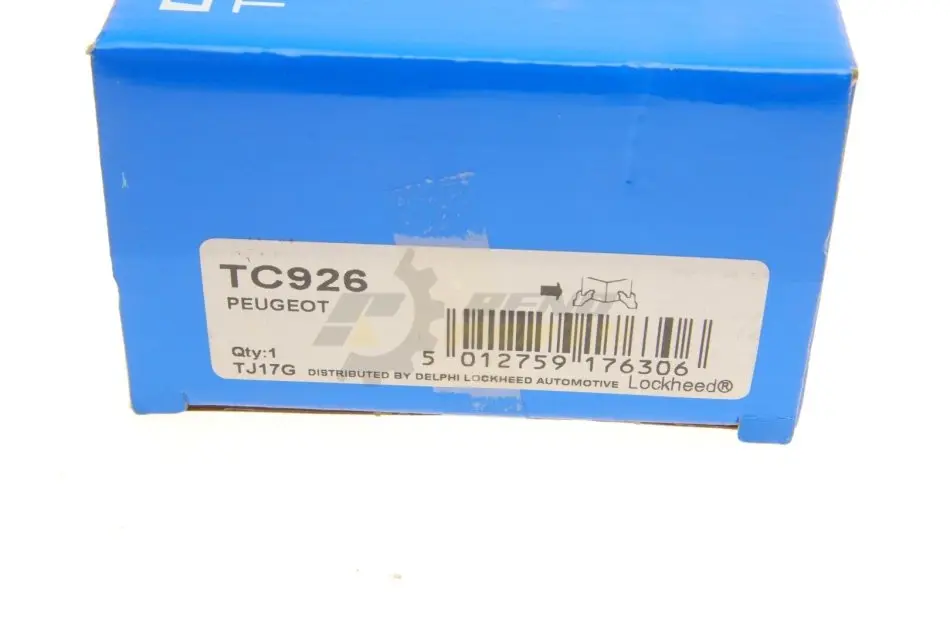 TC926
PEUGEOT
Qty:1
5 012759 176306
TJ17G DISTRIBUTED BY DELPHI LOCKHEED AUTOMOTIVE Lockheed®